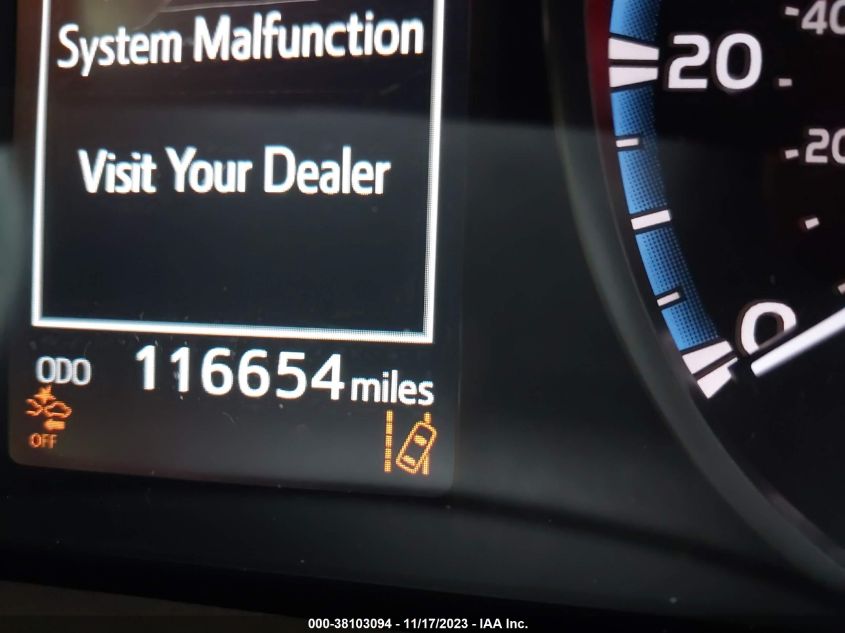 System Malfunction
Visit Your Dealer
ODO 116654 miles
OFF
20
0
-40
-20
000-38103094 - 11/17/2023 - IAA Inc.